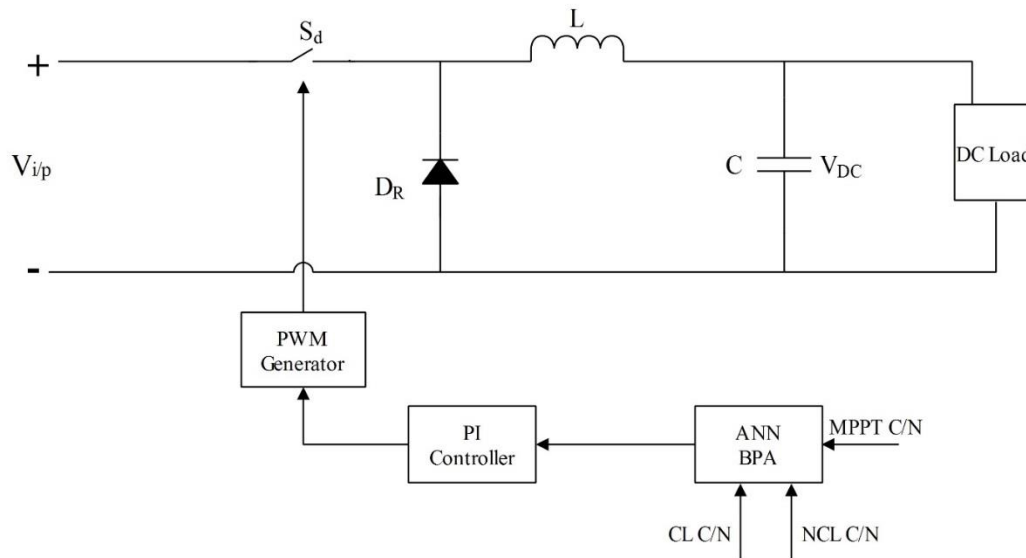 S_d
L
+
V_i/p
-
D_R
C
V_DC
DC Load
PWM
Generator
PI
Controller
ANN
BPA
MPPT C/N
CL C/N
NCL C/N